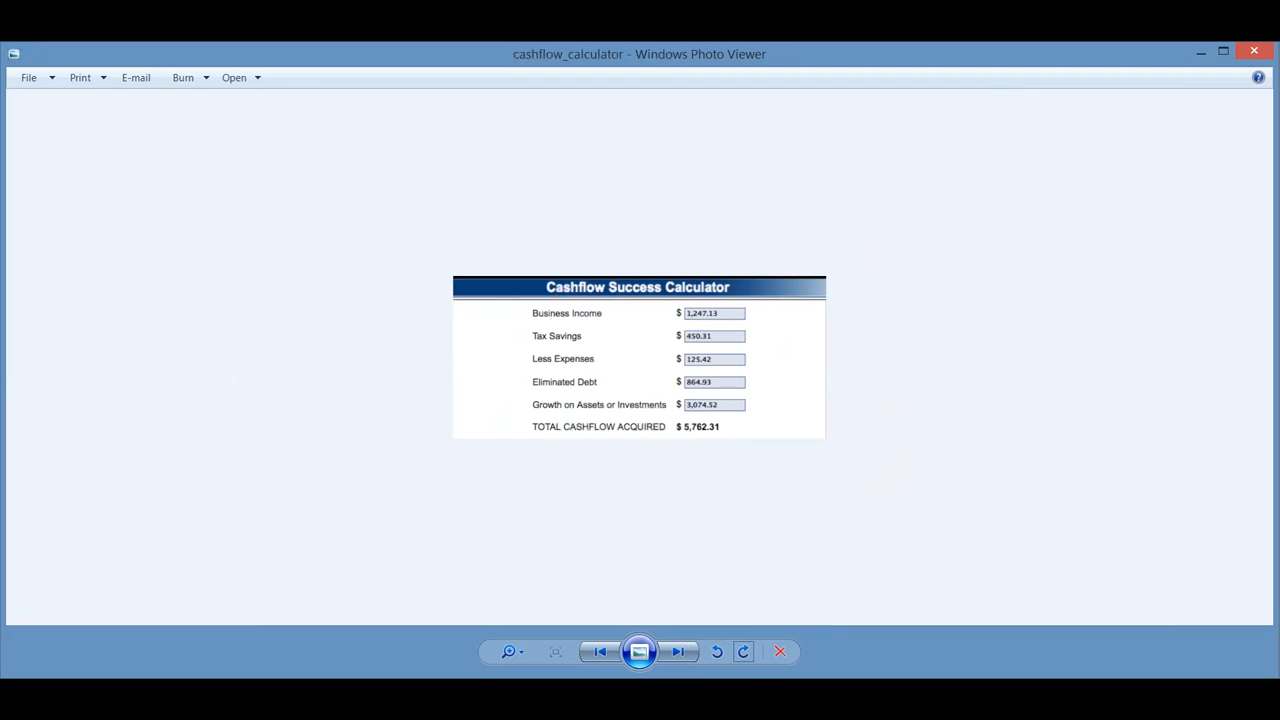 cashflow_calculator - Windows Photo Viewer
File Print E-mail Burn Open
Cashflow Success Calculator
Business Income $ 1,247.13
Tax Savings $ 450.31
Less Expenses $ 125.42
Eliminated Debt $ 864.93
Growth on Assets or Investments $ 3,074.52
TOTAL CASHFLOW ACQUIRED $ 5,762.31